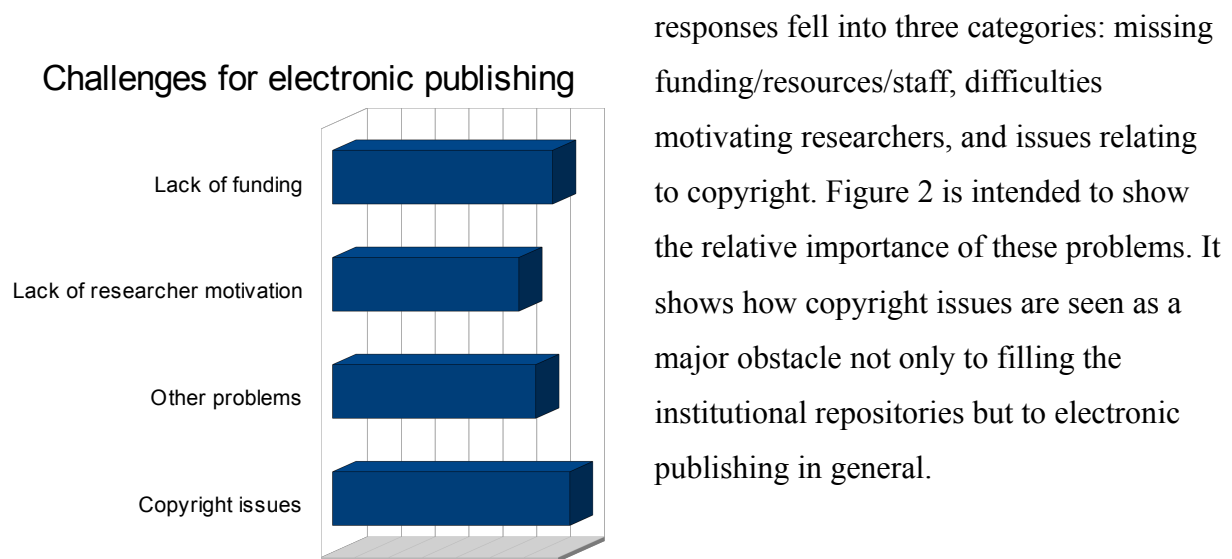 Challenges for electronic publishing
Lack of funding
Lack of researcher motivation
Other problems
Copyright issues
responses fell into three categories: missing
funding/resources/staff, difficulties
motivating researchers, and issues relating
to copyright. Figure 2 is intended to show
the relative importance of these problems. It
shows how copyright issues are seen as a
major obstacle not only to filling the
institutional repositories but to electronic
publishing in general.